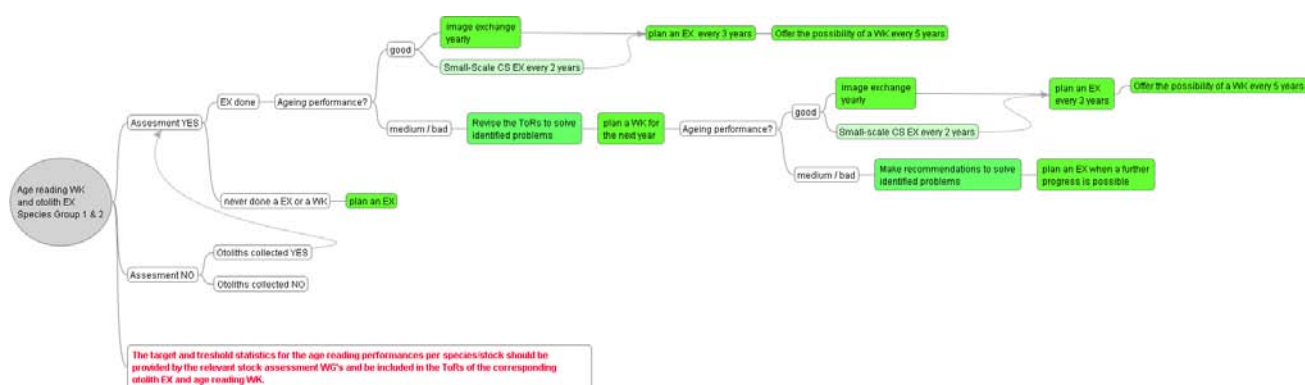 Age reading WK
and otolith EX
Species Group 1 & 2
Assesment YES
EX done
Ageing performance?
good
image exchange
yearly
Small-Scale CS EX every 2 years
plan an EX every 3 years
Offer the possibility of a WK every 5 years
medium / bad
Revise the ToRs to solve
identified problems
plan a WK for
the next year
Ageing performance?
good
image exchange
yearly
Small-scale CS EX every 2 years
plan an EX
every 3 years
Offer the possibility of a WK every 5 years
medium / bad
Make recommendations to solve
identified problems
plan an EX when a further
progress is possible
never done a EX or a WK
plan an EX
Assesment NO
Otoliths collected YES
Otoliths collected NO
The target and treshold statistics for the age reading performances per species/stock should be
provided by the relevant stock assessment WG's and be included in the ToRs of the corresponding
otolith EX and age reading WK.